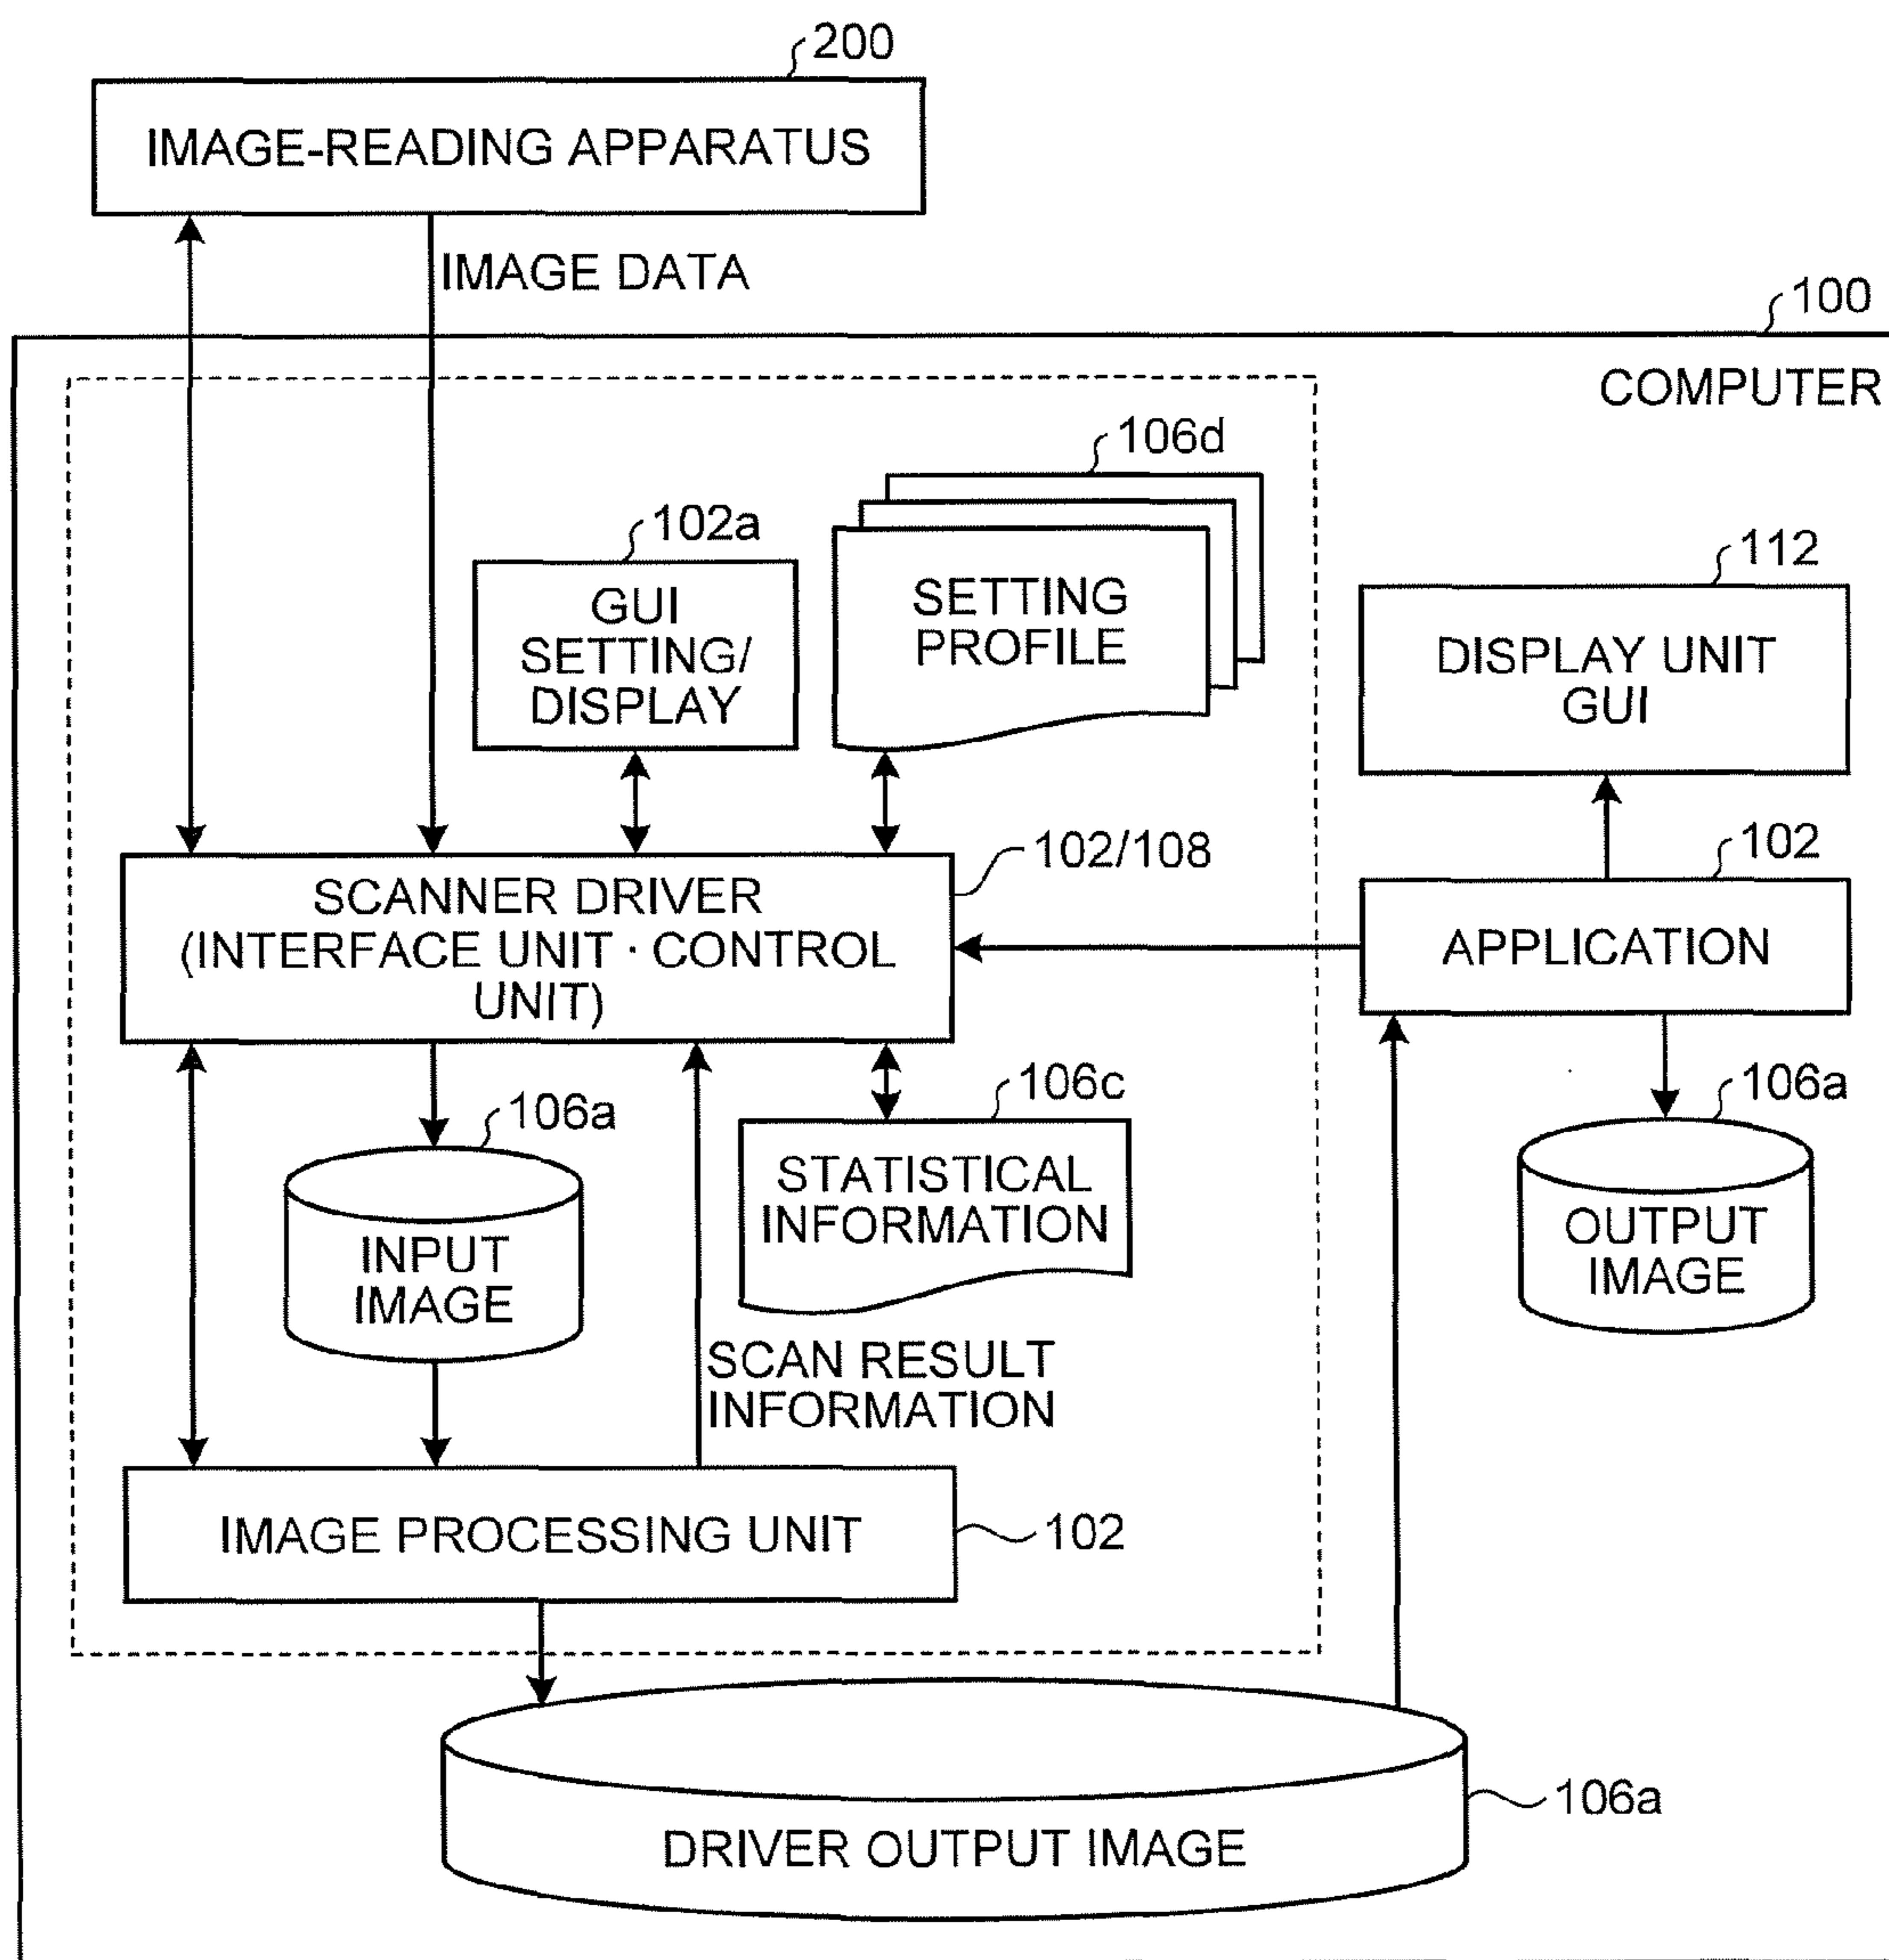 200
IMAGE-READING APPARATUS
IMAGE DATA
100
COMPUTER
106d
102a
GUI
SETTING/
DISPLAY
SETTING
PROFILE
112
DISPLAY UNIT
GUI
102/108
SCANNER DRIVER
(INTERFACE UNIT · CONTROL
UNIT)
102
APPLICATION
106a
INPUT
IMAGE
106c
STATISTICAL
INFORMATION
106a
OUTPUT
IMAGE
SCAN RESULT
INFORMATION
IMAGE PROCESSING UNIT
102
DRIVER OUTPUT IMAGE
106a